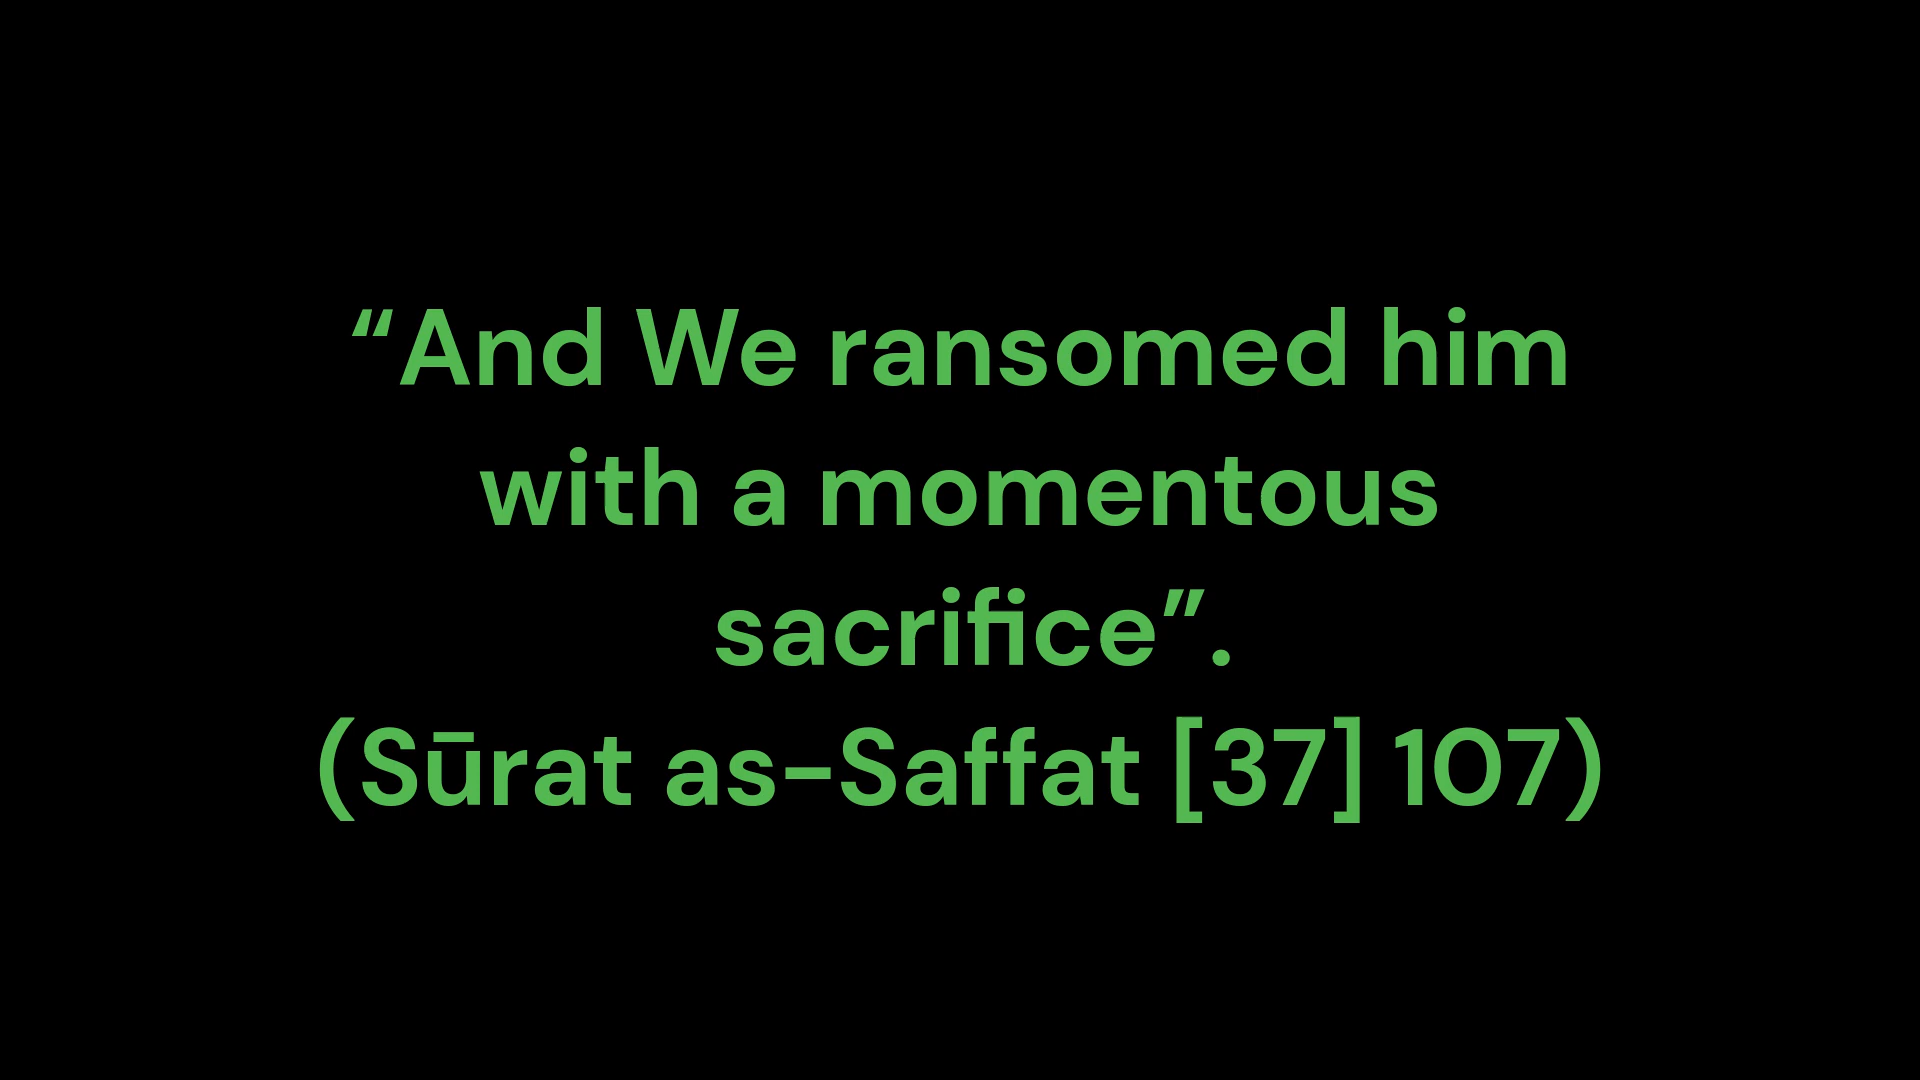 “And We ransomed him
with a momentous
sacrifice”.
(Sūrat as-Saffat [37] 107)